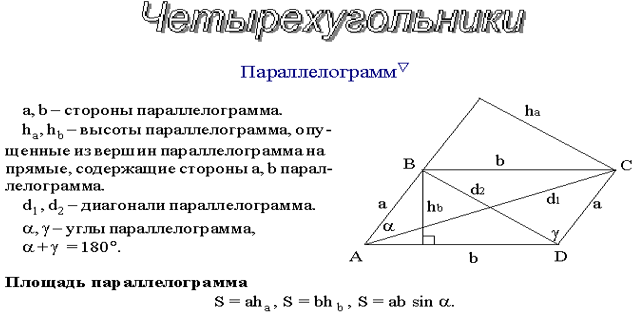 Четырехугольники
Параллелограмм▽
a, b – стороны параллелограмма.
hₐ, h_b – высоты параллелограмма, опу-
щенные из вершин параллелограмма на
прямые, содержащие стороны a, b парал-
лелограмма.
d₁, d₂ – диагонали параллелограмма.
α, γ – углы параллелограмма,
α + γ = 180°.
hₐ
B
b
C
a
h_b
d₂
d₁
a
α
γ
A
b
D
Площадь параллелограмма
S = ahₐ, S = bh_b, S = ab sin α.